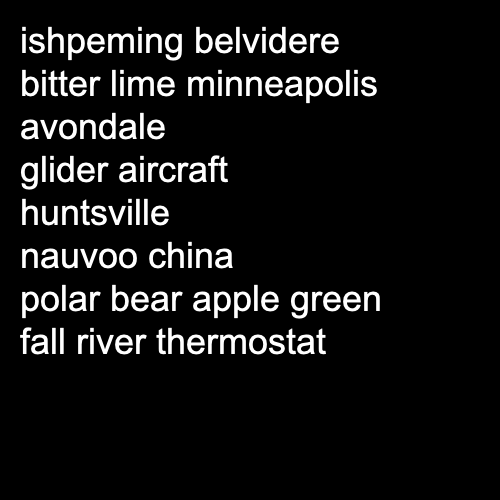 ishpeming belvidere
bitter lime minneapolis
avondale
glider aircraft
huntsville
nauvoo china
polar bear apple green
fall river thermostat